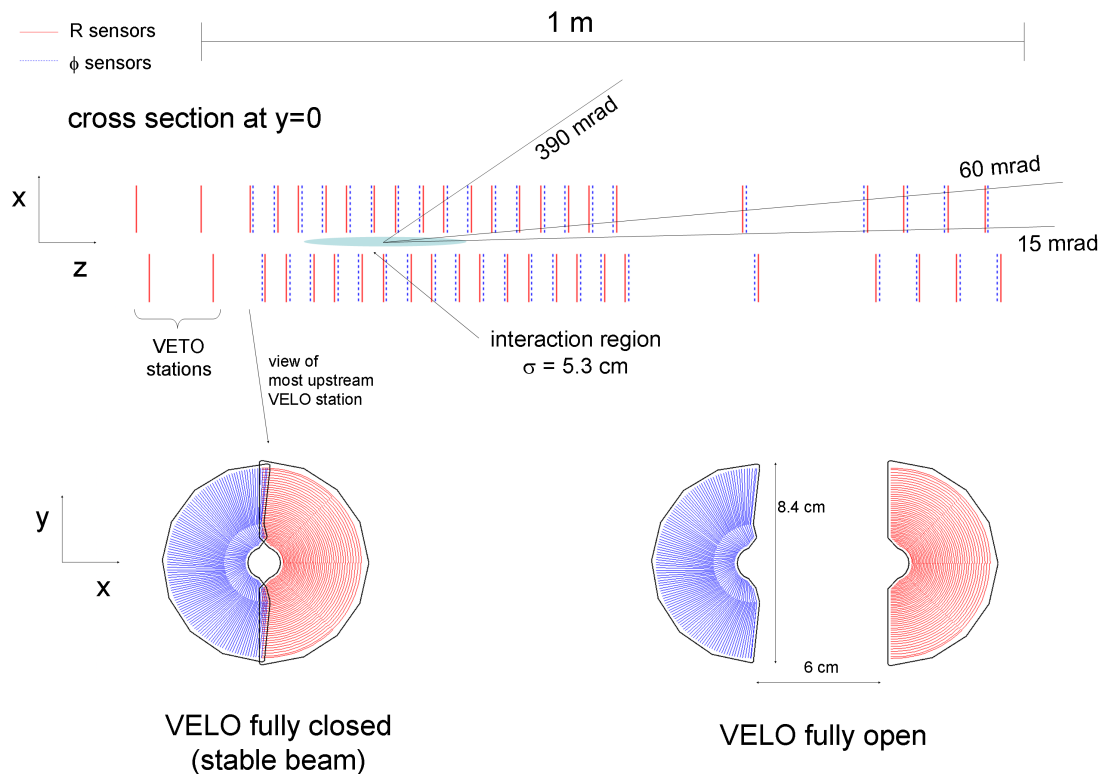 R sensors
ϕ sensors
1 m
cross section at y=0
390 mrad
60 mrad
15 mrad
x
z
VETO
stations
interaction region
σ = 5.3 cm
view of
most upstream
VELO station
y
x
8.4 cm
6 cm
VELO fully closed
(stable beam)
VELO fully open